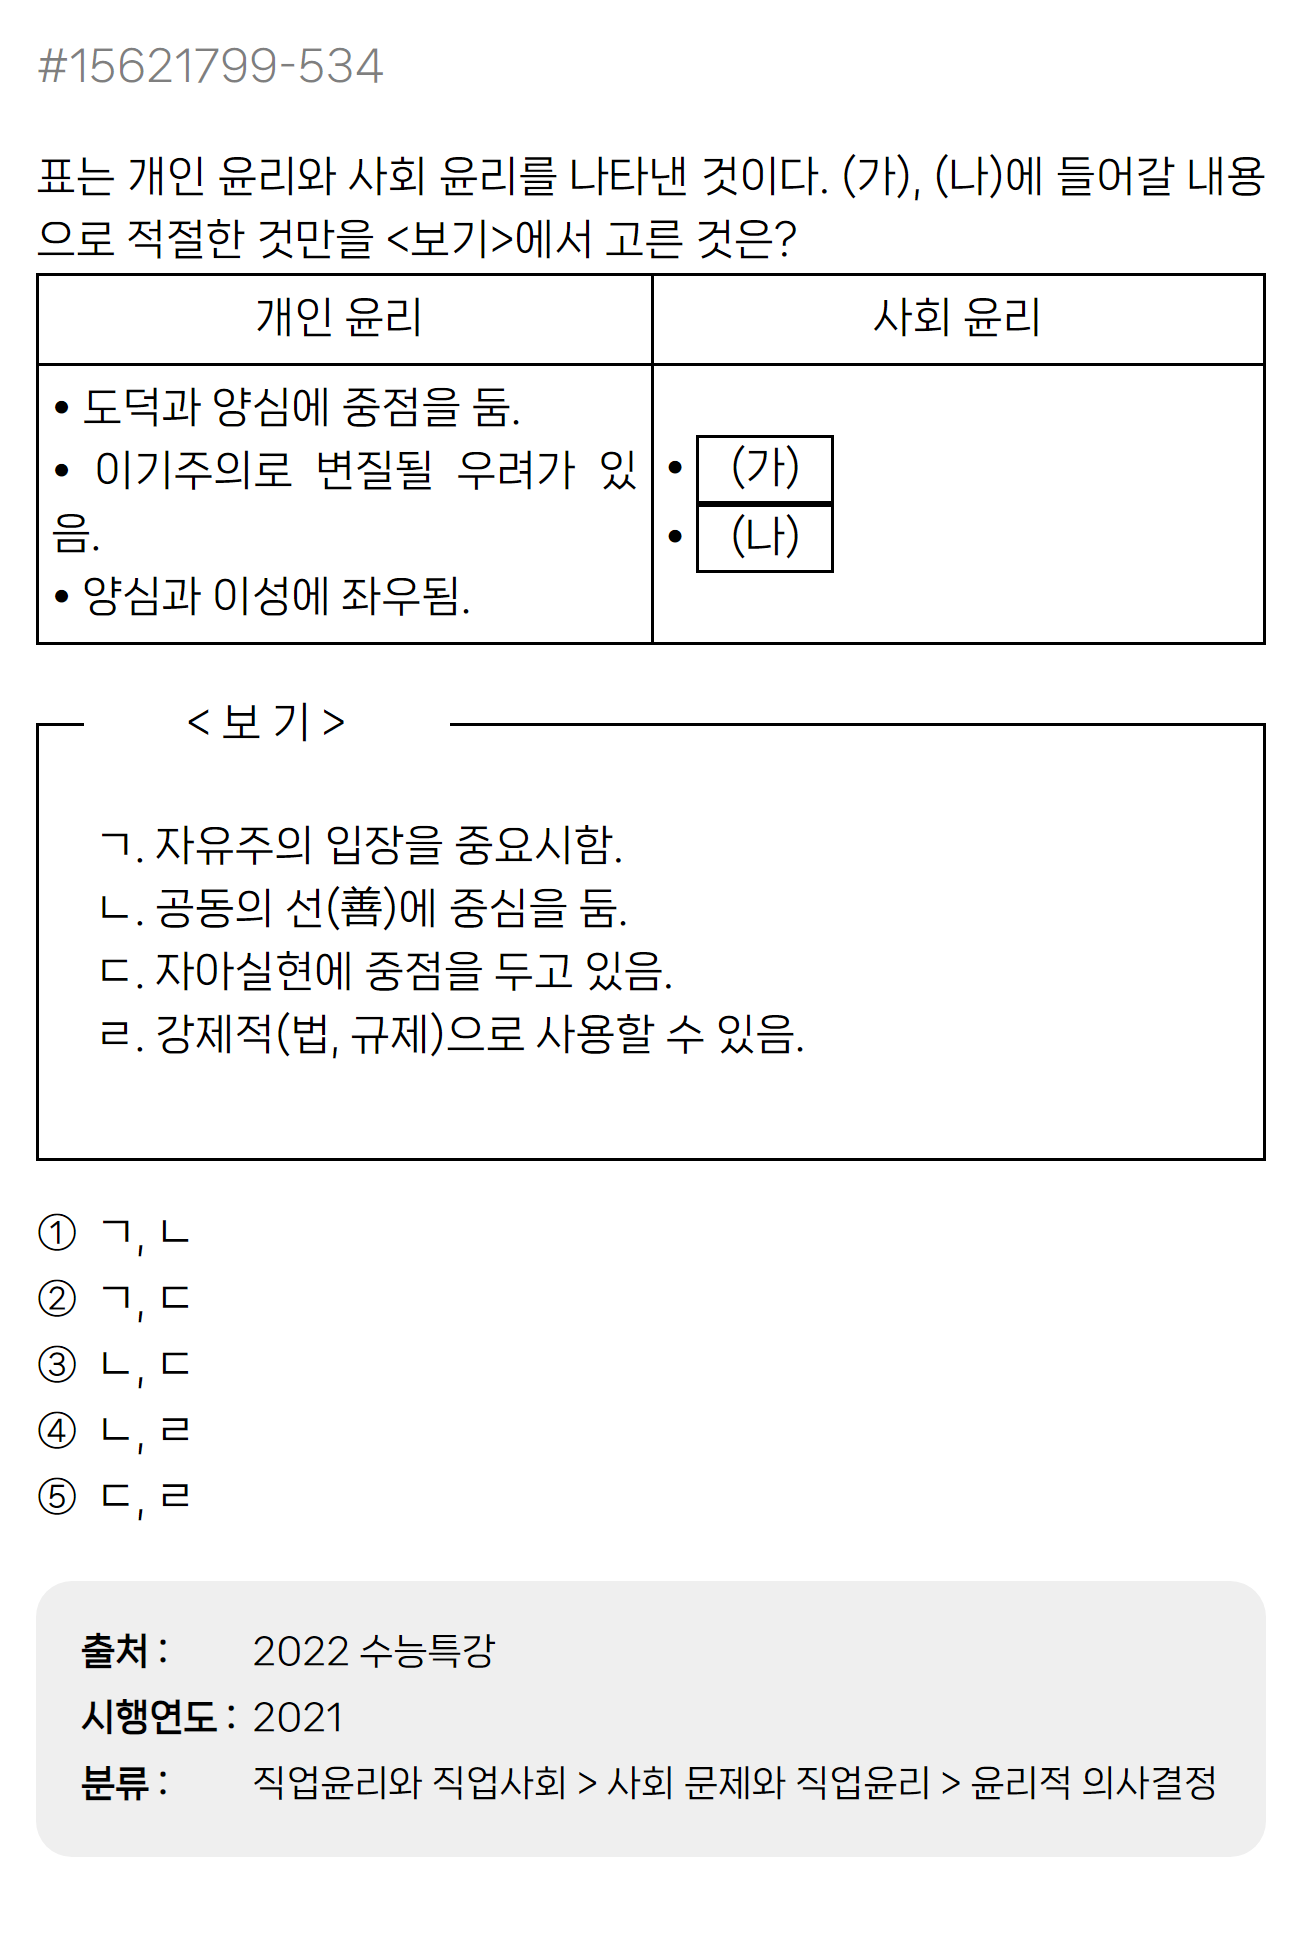 #15621799-534
표는 개인 윤리와 사회 윤리를 나타낸 것이다. (가), (나)에 들어갈 내용
으로 적절한 것만을 <보기>에서 고른 것은?
개인 윤리
사회 윤리
• 도덕과 양심에 중점을 둠.
• 이기주의로 변질될 우려가 있
음.
• 양심과 이성에 좌우됨.
• (가)
• (나)
< 보 기 >
ㄱ. 자유주의 입장을 중요시함.
ㄴ. 공동의 선(善)에 중심을 둠.
ㄷ. 자아실현에 중점을 두고 있음.
ㄹ. 강제적(법, 규제)으로 사용할 수 있음.
① ㄱ, ㄴ
② ㄱ, ㄷ
③ ㄴ, ㄷ
④ ㄴ, ㄹ
⑤ ㄷ, ㄹ
출처 : 2022 수능특강
시행연도 : 2021
분류 : 직업윤리와 직업사회 > 사회 문제와 직업윤리 > 윤리적 의사결정